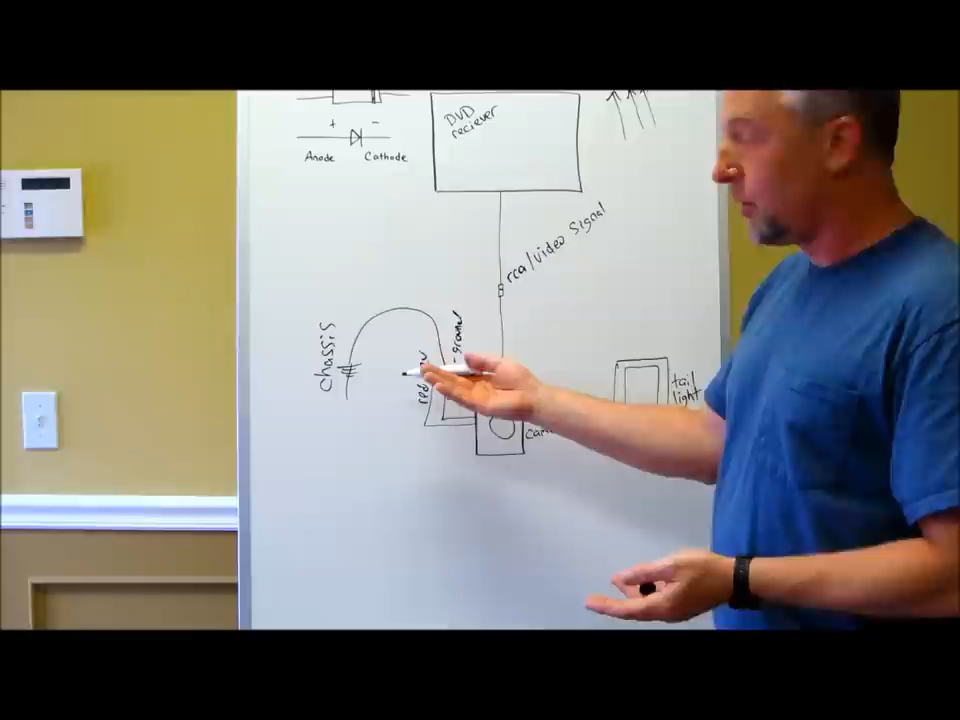 DVD
reciever
+ -
Anode Cathode
rca/video signal
chassis
- ground
red
tail
light